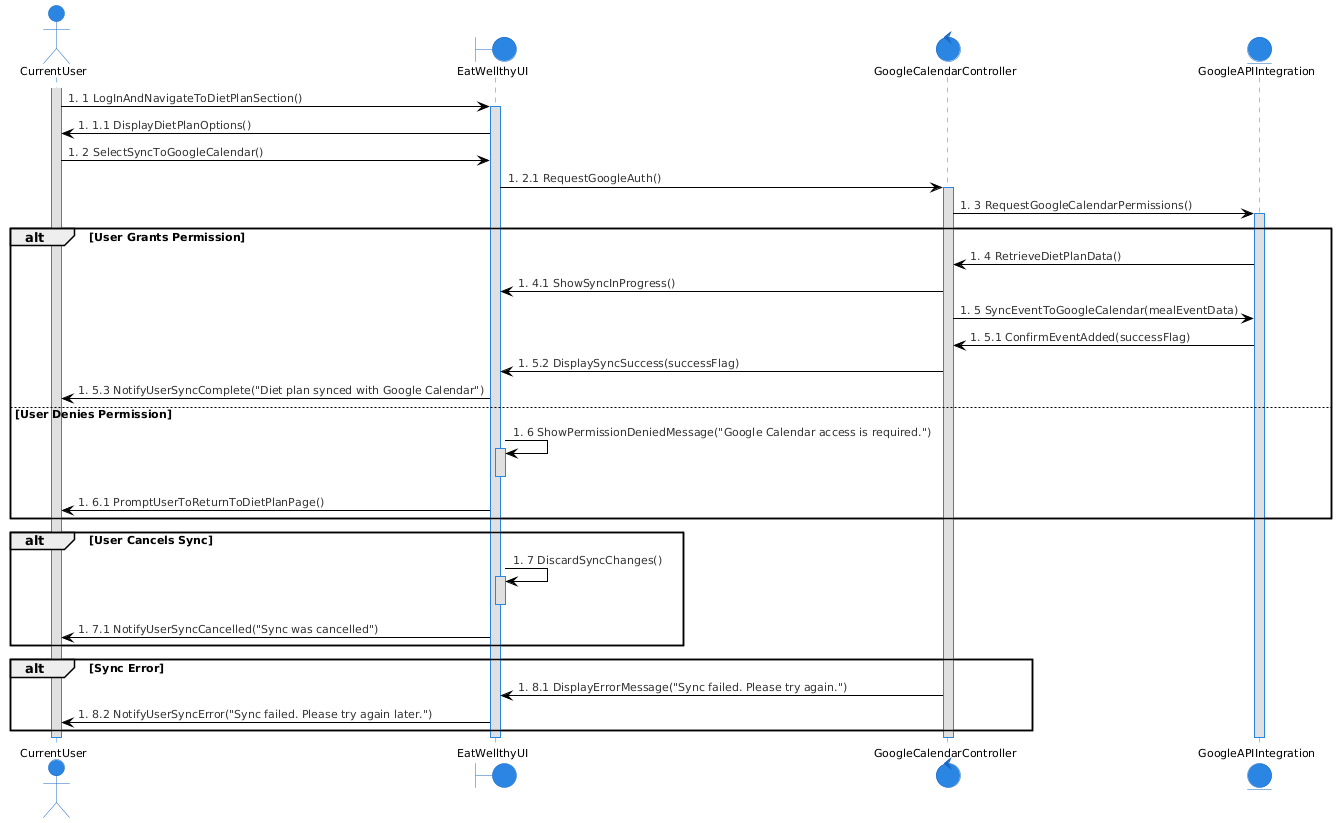 CurrentUser
EatWellthyUI
GoogleCalendarController
GoogleAPIIntegration
1. 1 LogInAndNavigateToDietPlanSection()
1. 1.1 DisplayDietPlanOptions()
1. 2 SelectSyncToGoogleCalendar()
1. 2.1 RequestGoogleAuth()
1. 3 RequestGoogleCalendarPermissions()
alt [User Grants Permission]
1. 4 RetrieveDietPlanData()
1. 4.1 ShowSyncInProgress()
1. 5 SyncEventToGoogleCalendar(mealEventData)
1. 5.1 ConfirmEventAdded(successFlag)
1. 5.2 DisplaySyncSuccess(successFlag)
1. 5.3 NotifyUserSyncComplete("Diet plan synced with Google Calendar")
[User Denies Permission]
1. 6 ShowPermissionDeniedMessage("Google Calendar access is required.")
1. 6.1 PromptUserToReturnToDietPlanPage()
alt [User Cancels Sync]
1. 7 DiscardSyncChanges()
1. 7.1 NotifyUserSyncCancelled("Sync was cancelled")
alt [Sync Error]
1. 8.1 DisplayErrorMessage("Sync failed. Please try again.")
1. 8.2 NotifyUserSyncError("Sync failed. Please try again later.")
CurrentUser
EatWellthyUI
GoogleCalendarController
GoogleAPIIntegration